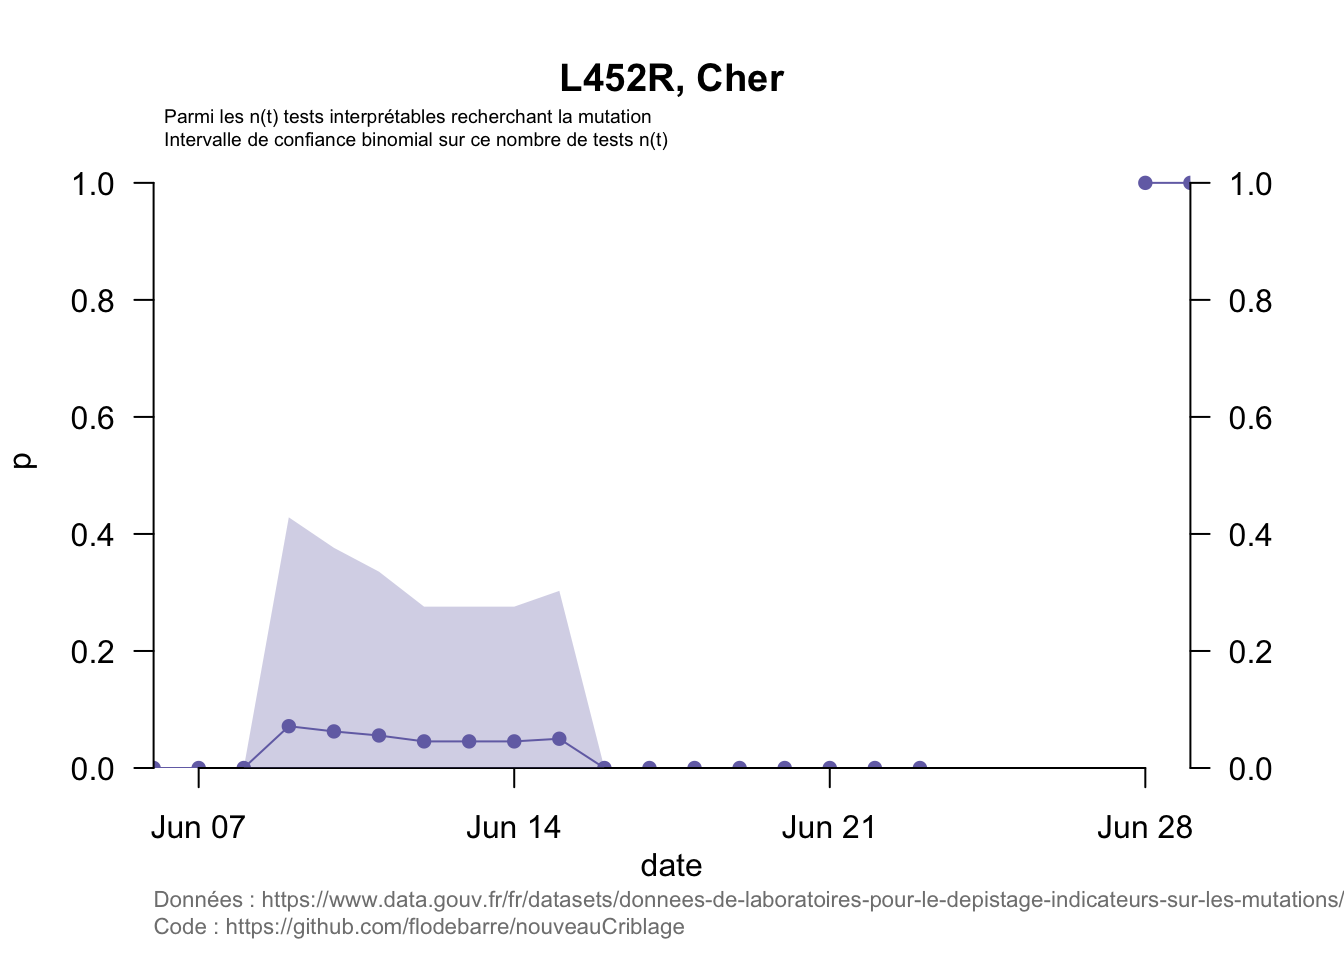 L452R, Cher
Parmi les n(t) tests interprétables recherchant la mutation
Intervalle de confiance binomial sur ce nombre de tests n(t)
1.0
0.8
0.6
0.4
0.2
0.0
p
1.0
0.8
0.6
0.4
0.2
0.0
Jun 07 Jun 14 Jun 21 Jun 28
date
Données : https://www.data.gouv.fr/fr/datasets/donnees-de-laboratoires-pour-le-depistage-indicateurs-sur-les-mutations/
Code : https://github.com/flodebarre/nouveauCriblage